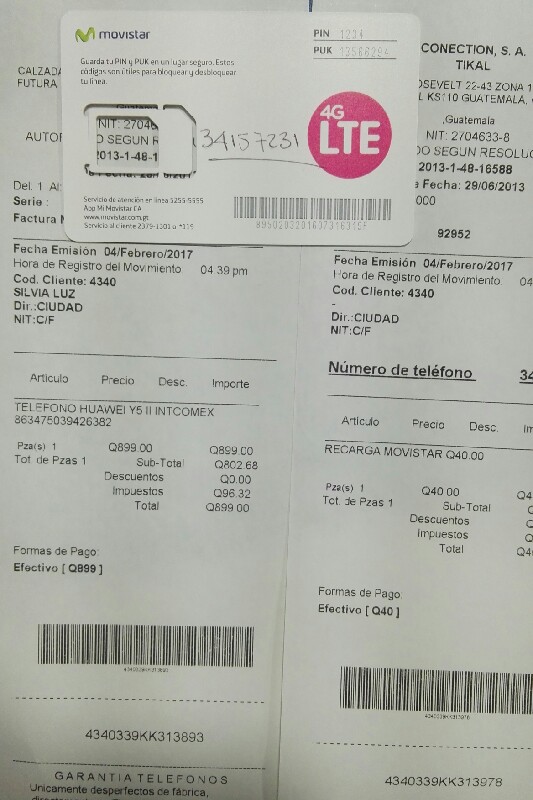 movistar
PIN 1234
PUK 13566294
Guarda tu PIN y PUK en un lugar seguro. Estos
códigos son útiles para bloquear y desbloquear
tu línea.
NIT: 2704
O SEGUN R
2013-1-48-1
34157231
4G
LTE
Servicio de atención en línea 5255-5555
App Mi Movistar CA
www.movistar.com.gt
Servicio al cliente 2379-1501 o *119
CALZADA
FUTURA
AUTOR
Del: 1 Al
Serie :
Factura N
Fecha Emisión 04/Febrero/2017
Hora de Registro del Movimiento 04:39 pm
Cod. Cliente: 4340
SILVIA LUZ
Dir.:CIUDAD
NIT:C/F
Articulo Precio Desc. Importe
TELEFONO HUAWEI Y5 II INTCOMEX
863475039426382
Pza(s) 1 Q899.00 Q899.00
Tot. de Pzas 1 Sub-Total Q802.68
Descuentos Q0.00
Impuestos Q96.32
Total Q899.00
Formas de Pago:
Efectivo [ Q899 ]
4340339KK313893
GARANTIA TELEFONOS
Unicamente desperfectos de fábrica,
CONECTION, S. A.
TIKAL
OSEVELT 22-43 ZONA 1
L KS110 GUATEMALA,
,Guatemala
NIT: 2704633-8
DO SEGUN RESOLUC
2013-1-48-16588
e Fecha: 29/06/2013
000
92952
Fecha Emisión 04/Febrero/2017
Hora de Registro del Movimiento 04
Cod. Cliente: 4340
-
Dir.:CIUDAD
NIT:C/F
Número de teléfono 34
Articulo Precio Desc. Im
RECARGA MOVISTAR Q40.00
Pza(s) 1 Q40.00 Q4
Tot. de Pzas 1 Sub-Total
Descuentos
Impuestos
Total Q4
Formas de Pago:
Efectivo [ Q40 ]
4340339KK313978